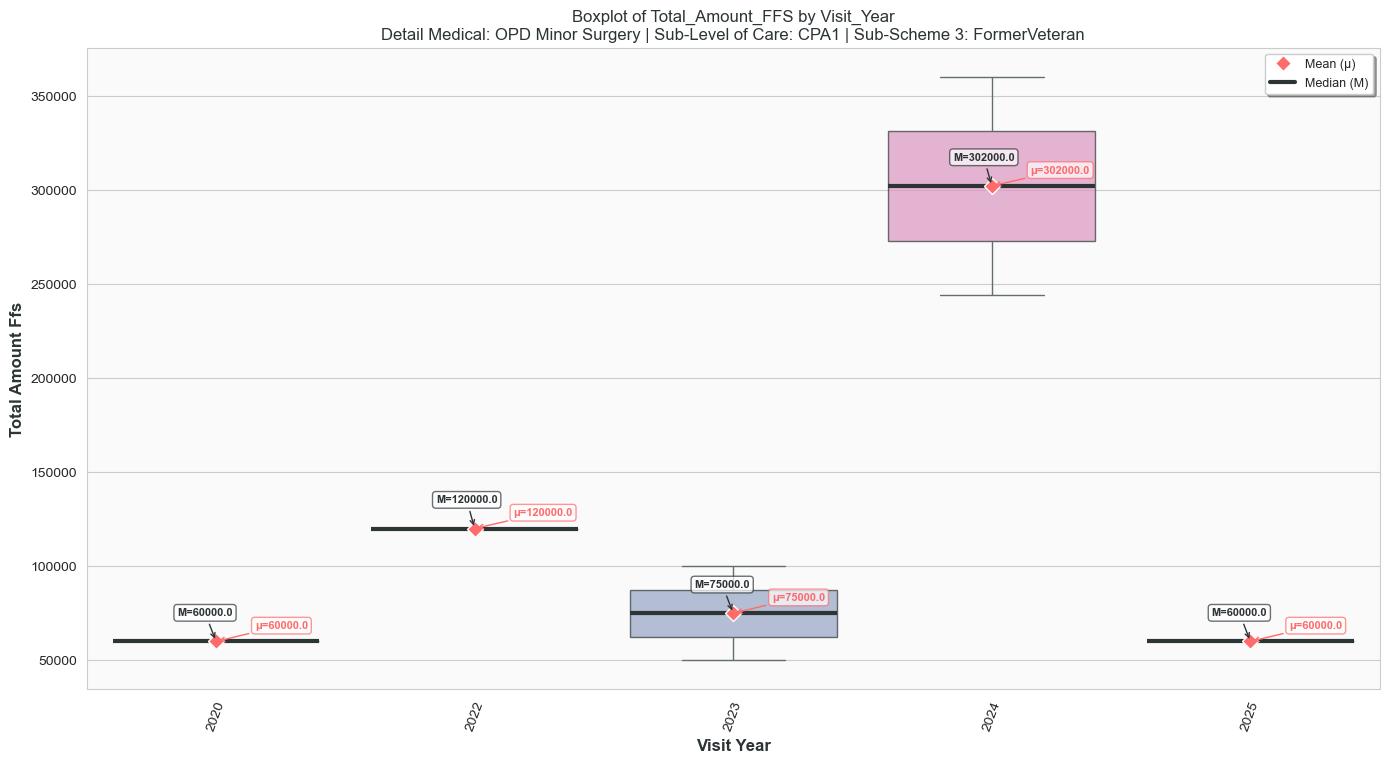 Boxplot of Total_Amount_FFS by Visit_Year
Detail Medical: OPD Minor Surgery | Sub-Level of Care: CPA1 | Sub-Scheme 3: FormerVeteran
Mean (μ)
Median (M)
Total Amount Ffs
350000
300000
250000
200000
150000
100000
50000
M=60000.0
μ=60000.0
M=120000.0
μ=120000.0
M=75000.0
μ=75000.0
M=302000.0
μ=302000.0
M=60000.0
μ=60000.0
2020
2022
2023
2024
2025
Visit Year